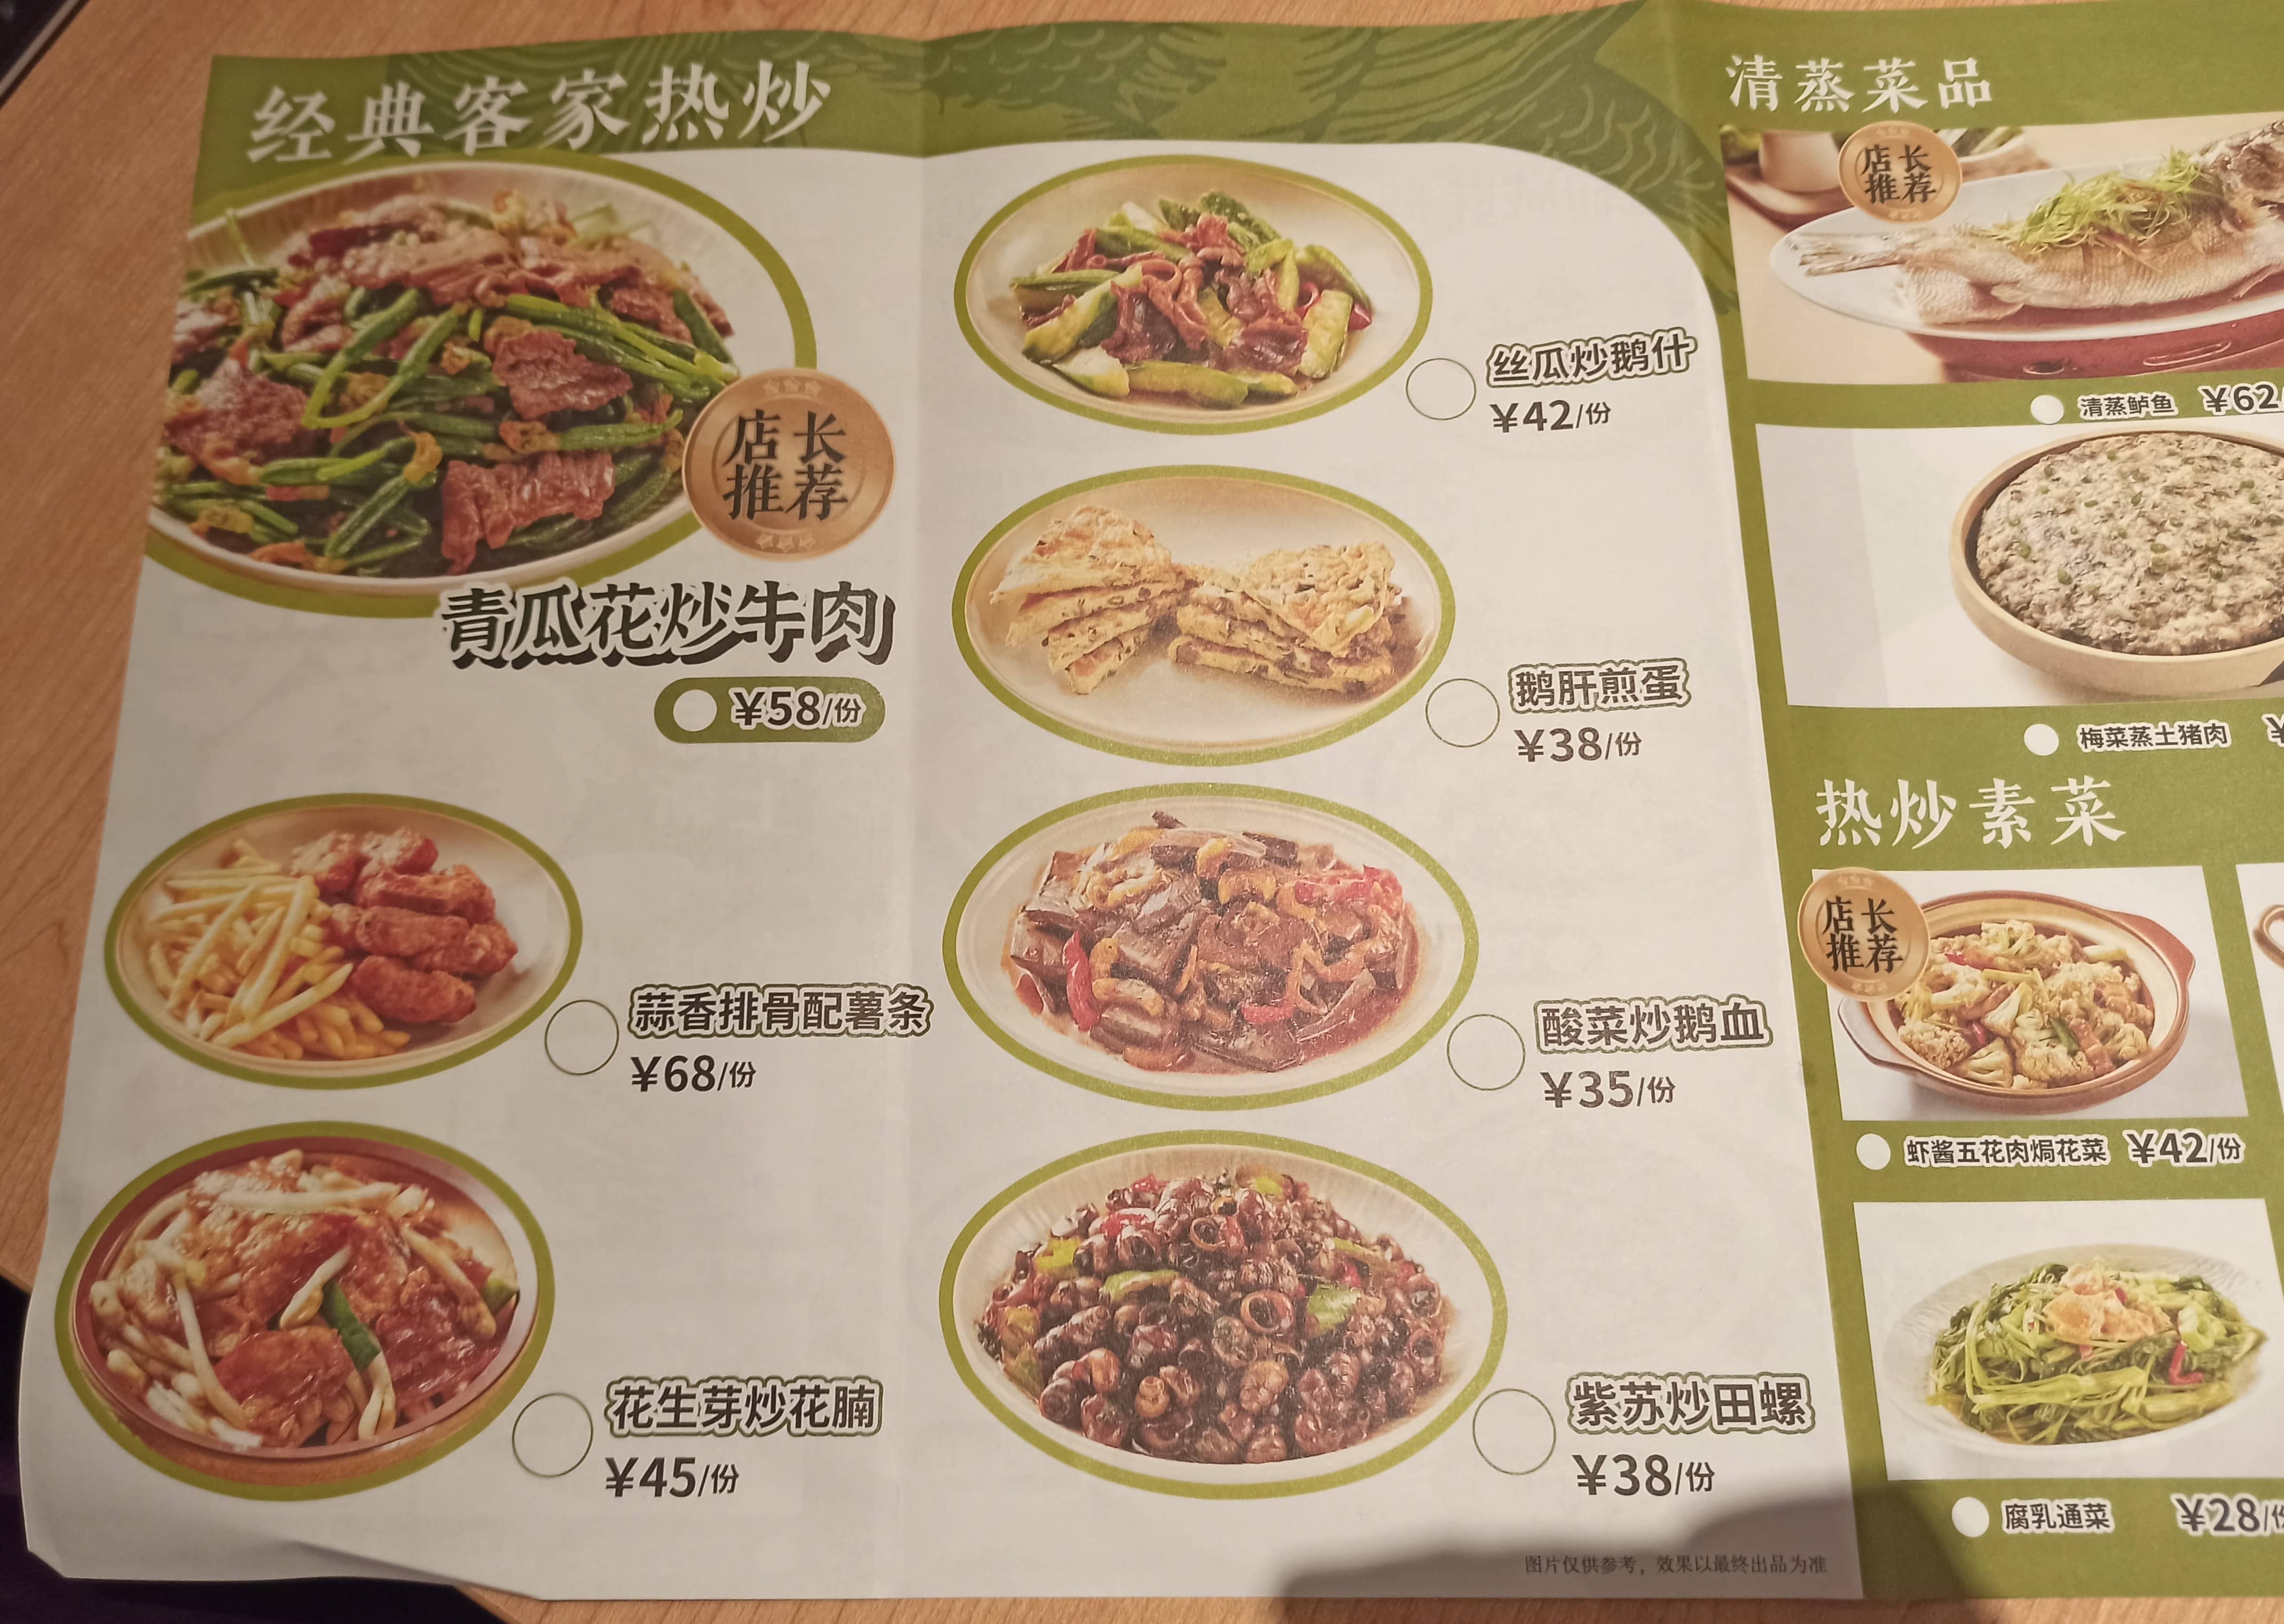 经典客家热炒
店长
推荐
青瓜花炒牛肉
¥58/份
蒜香排骨配薯条
¥68/份
花生芽炒花腩
¥45/份
丝瓜炒鹅什
¥42/份
鹅肝煎蛋
¥38/份
酸菜炒鹅血
¥35/份
紫苏炒田螺
¥38/份
图片仅供参考，效果以最终出品为准
清蒸菜品
店长
推荐
清蒸鲈鱼 ¥62/
梅菜蒸土猪肉 ¥
热炒素菜
店长
推荐
虾酱五花肉焗花菜 ¥42/份
腐乳通菜 ¥28/份